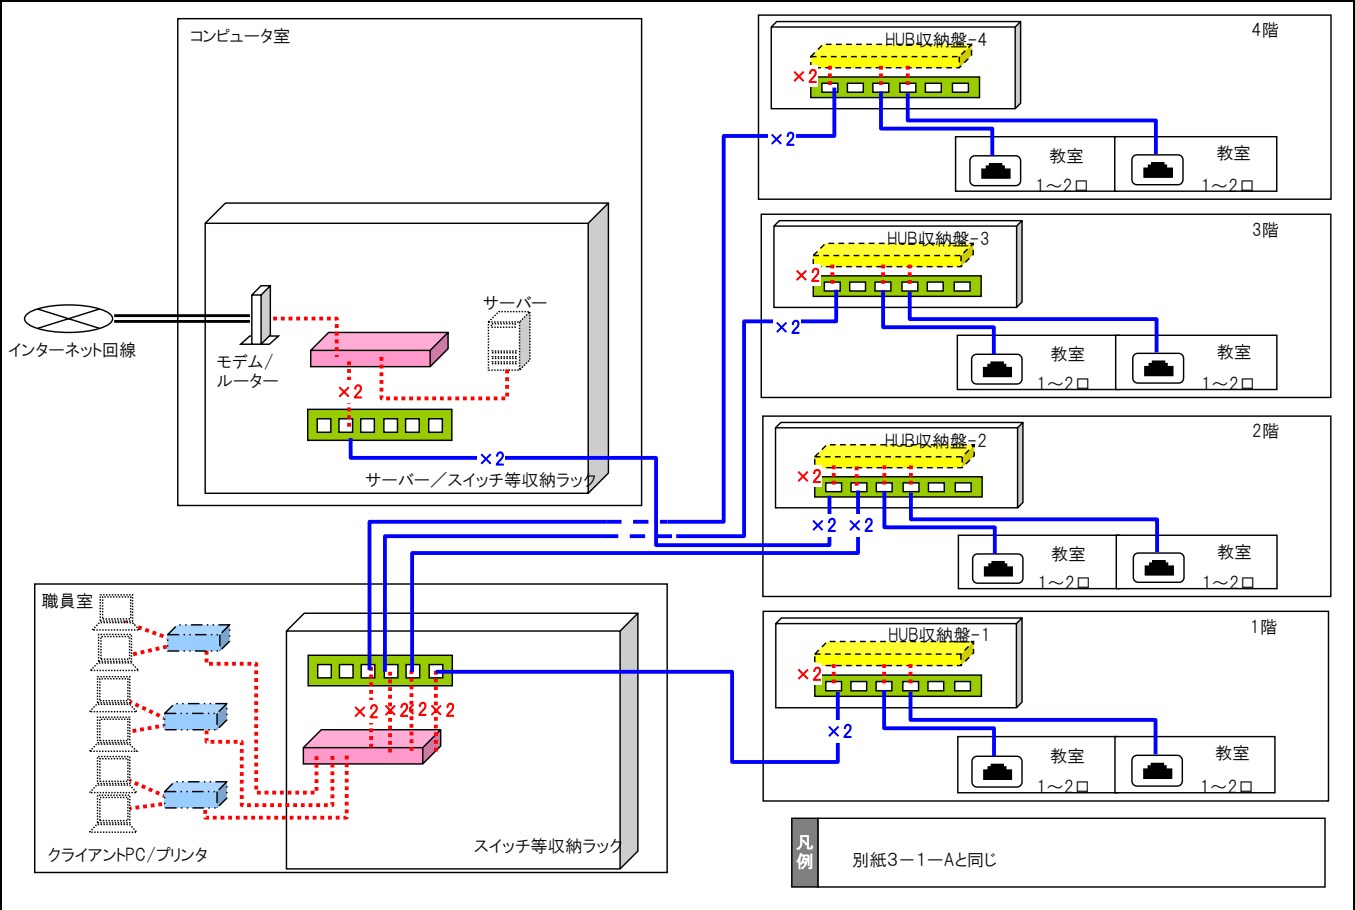 コンピュータ室
サーバー
インターネット回線
モデム/
ルーター
×2
×2
サーバー／スイッチ等収納ラック
職員室
×2
×2
×2
×2
スイッチ等収納ラック
クライアントPC/プリンタ
4階
HUB収納盤-4
×2
×2
教室
1～2口
教室
1～2口
3階
HUB収納盤-3
×2
×2
教室
1～2口
教室
1～2口
2階
HUB収納盤-2
×2
×2
×2
教室
1～2口
教室
1～2口
1階
HUB収納盤-1
×2
×2
教室
1～2口
教室
1～2口
凡例
別紙3－1－Aと同じ